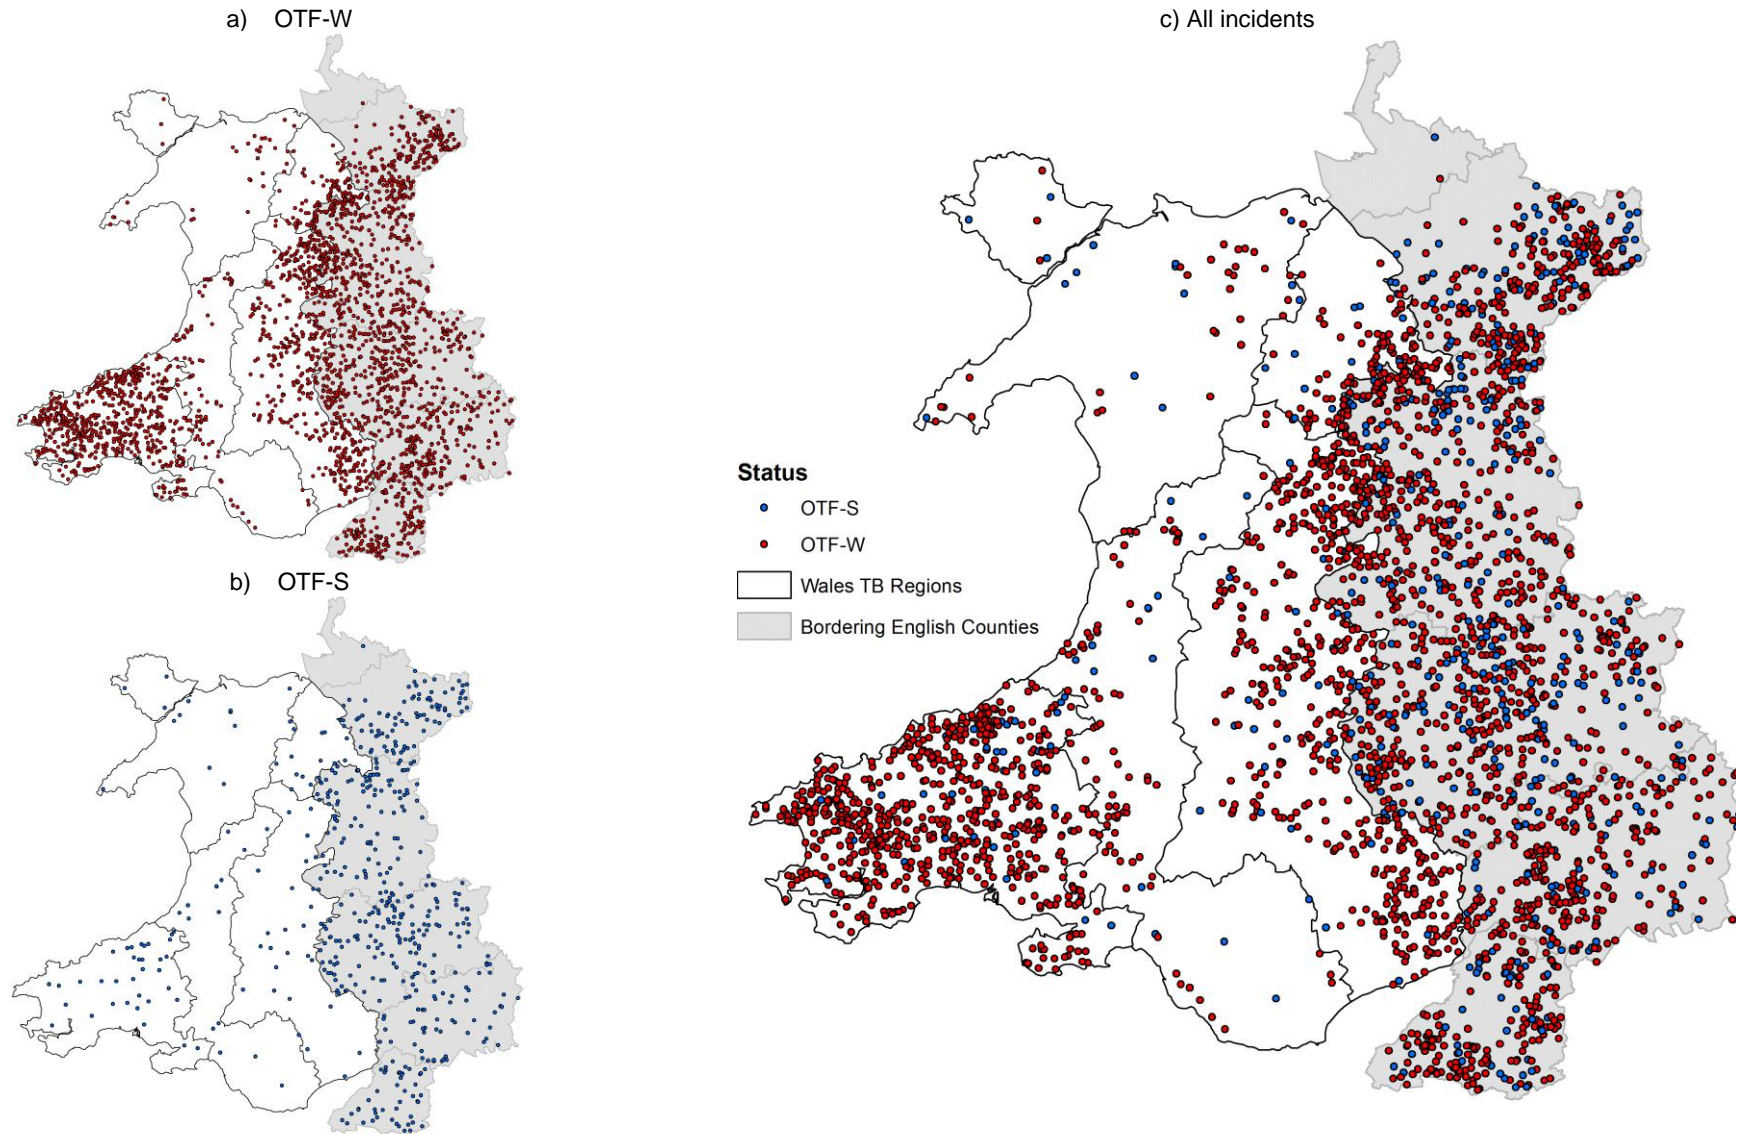 a) OTF-W
c) All incidents
Status
OTF-S
OTF-W
Wales TB Regions
Bordering English Counties
b) OTF-S